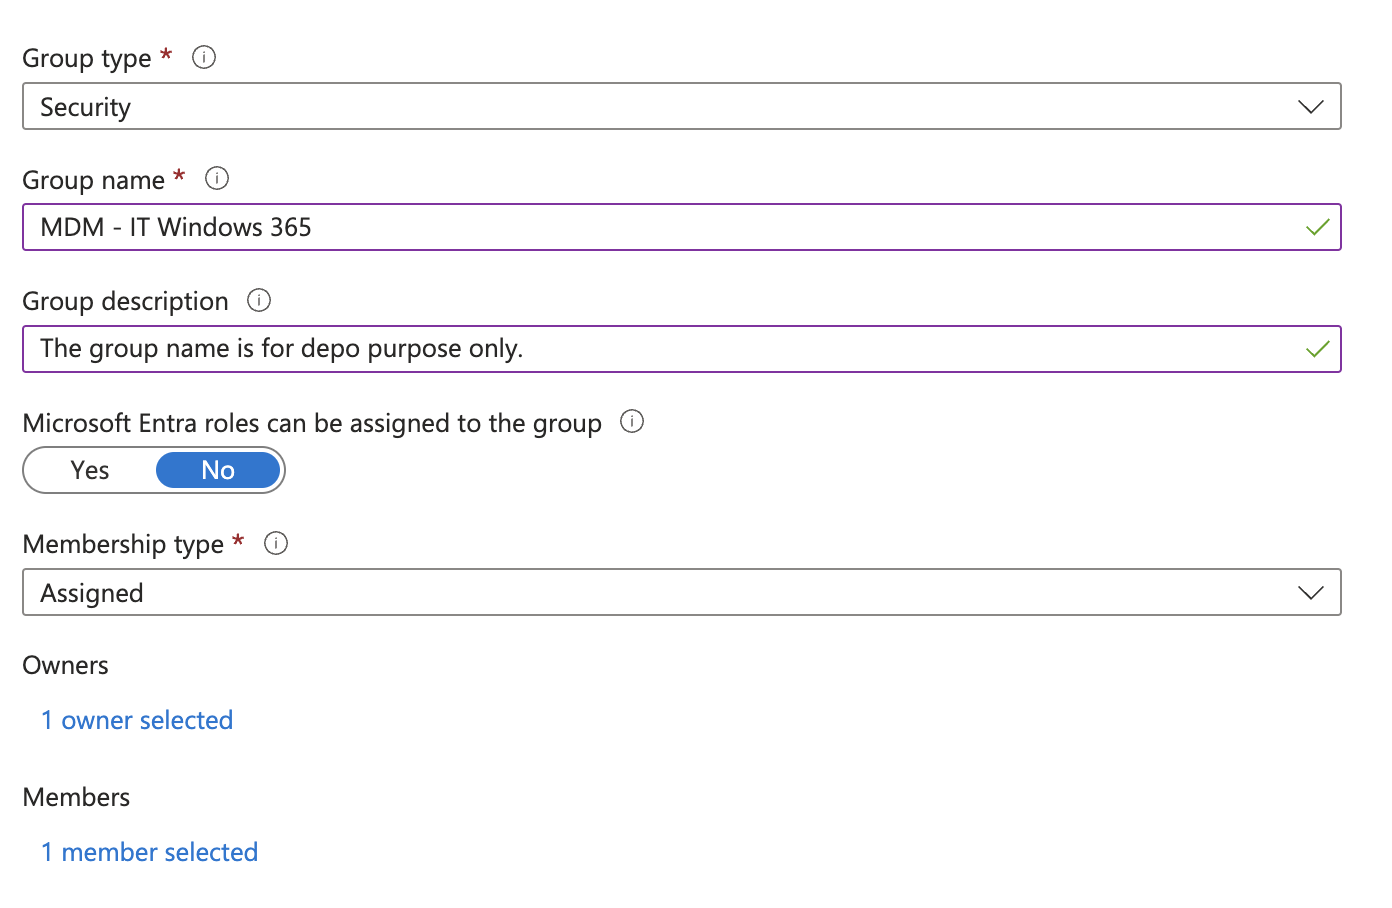 Group type *
Security
Group name *
MDM - IT Windows 365
Group description
The group name is for depo purpose only.
Microsoft Entra roles can be assigned to the group
Yes No
Membership type *
Assigned
Owners
1 owner selected
Members
1 member selected